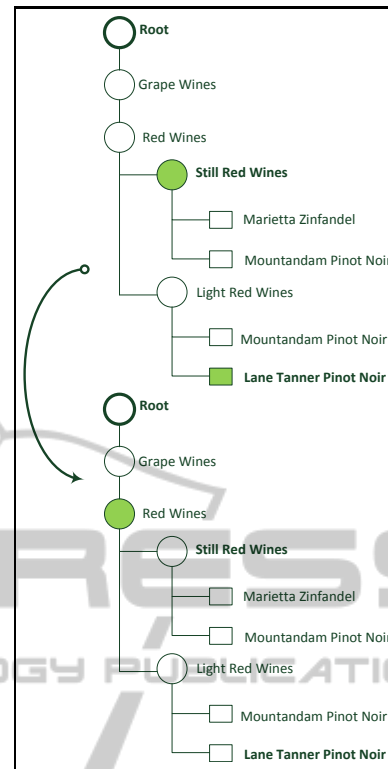 Root
Grape Wines
Red Wines
Still Red Wines
Marietta Zinfandel
Mountandam Pinot Noir
Light Red Wines
Mountandam Pinot Noir
Lane Tanner Pinot Noir
Root
Grape Wines
Red Wines
Still Red Wines
Marietta Zinfandel
Mountandam Pinot Noir
Light Red Wines
Mountandam Pinot Noir
Lane Tanner Pinot Noir